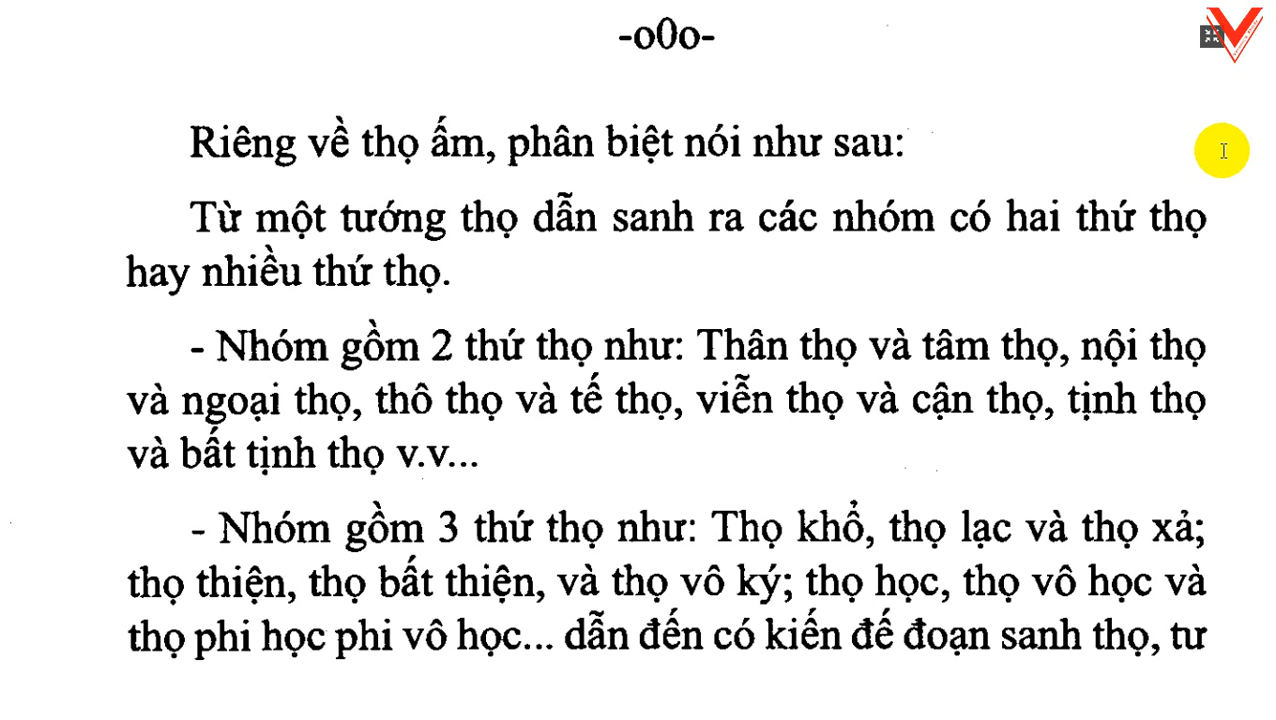 -o0o-
Riêng về thọ ấm, phân biệt nói như sau:
Từ một tướng thọ dẫn sanh ra các nhóm có hai thứ thọ
hay nhiều thứ thọ.
- Nhóm gồm 2 thứ thọ như: Thân thọ và tâm thọ, nội thọ
và ngoại thọ, thô thọ và tế thọ, viễn thọ và cận thọ, tịnh thọ
và bất tịnh thọ v.v...
- Nhóm gồm 3 thứ thọ như: Thọ khổ, thọ lạc và thọ xả;
thọ thiện, thọ bất thiện, và thọ vô ký; thọ học, thọ vô học và
thọ phi học phi vô học... dẫn đến có kiến đế đoạn sanh thọ, tư